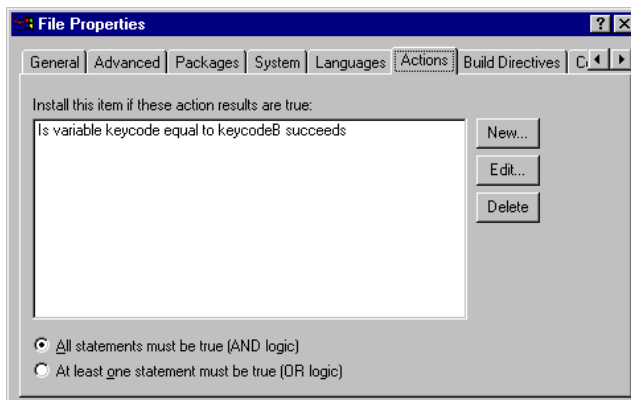 File Properties
General Advanced Packages System Languages Actions Build Directives
Install this item if these action results are true:
Is variable keycode equal to keycodeB succeeds
New...
Edit...
Delete
All statements must be true (AND logic)
At least one statement must be true (OR logic)